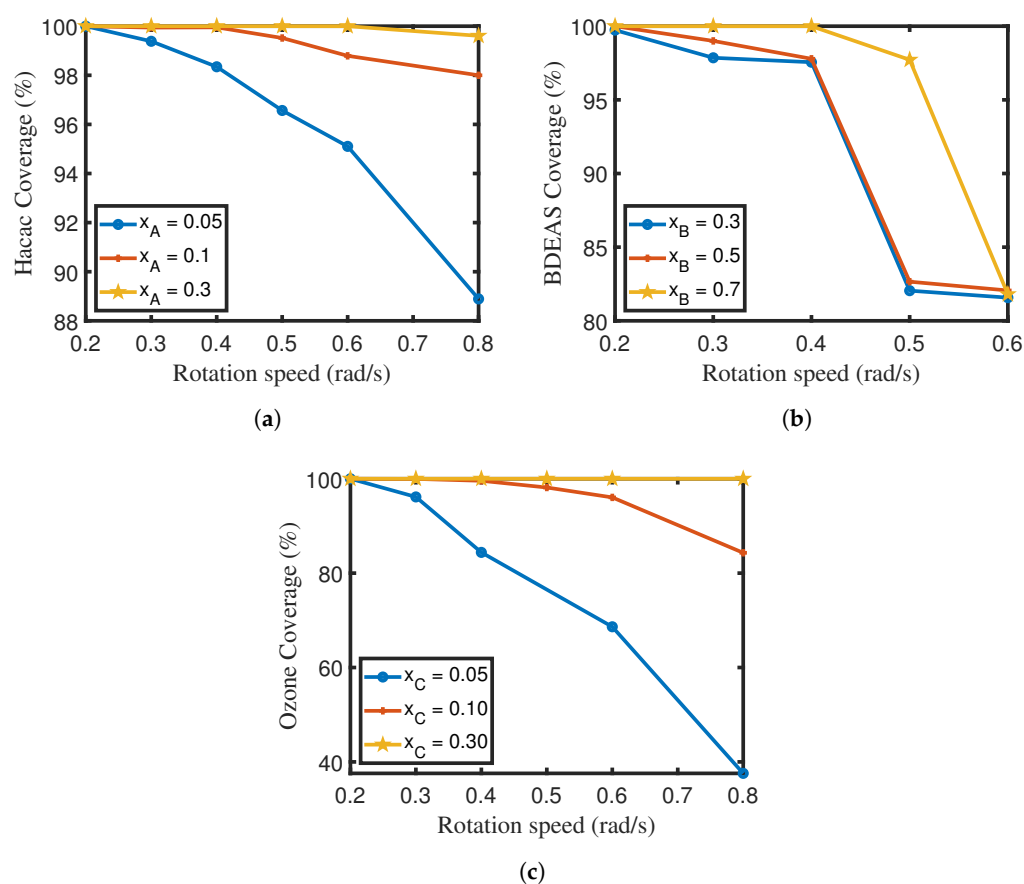 100
98
96
94
92
90
88
Hacac Coverage (%)
x_A = 0.05
x_A = 0.1
x_A = 0.3
0.2 0.3 0.4 0.5 0.6 0.7 0.8
Rotation speed (rad/s)
(a)
100
95
90
85
80
BDEAS Coverage (%)
x_B = 0.3
x_B = 0.5
x_B = 0.7
0.2 0.3 0.4 0.5 0.6
Rotation speed (rad/s)
(b)
100
80
60
40
Ozone Coverage (%)
x_C = 0.05
x_C = 0.10
x_C = 0.30
0.2 0.3 0.4 0.5 0.6 0.7 0.8
Rotation speed (rad/s)
(c)